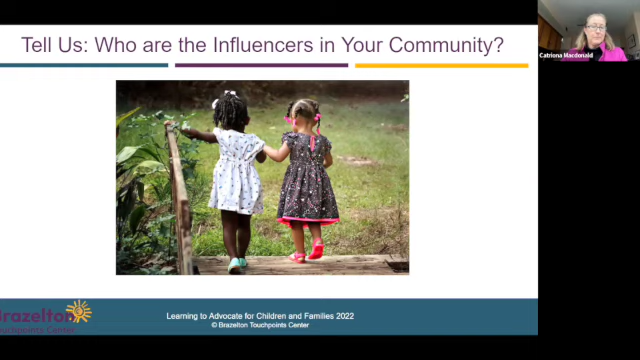 Tell Us: Who are the Influencers in Your Community?
Catriona Macdonald
Brazelton
Touchpoints Center
Learning to Advocate for Children and Families 2022
© Brazelton Touchpoints Center